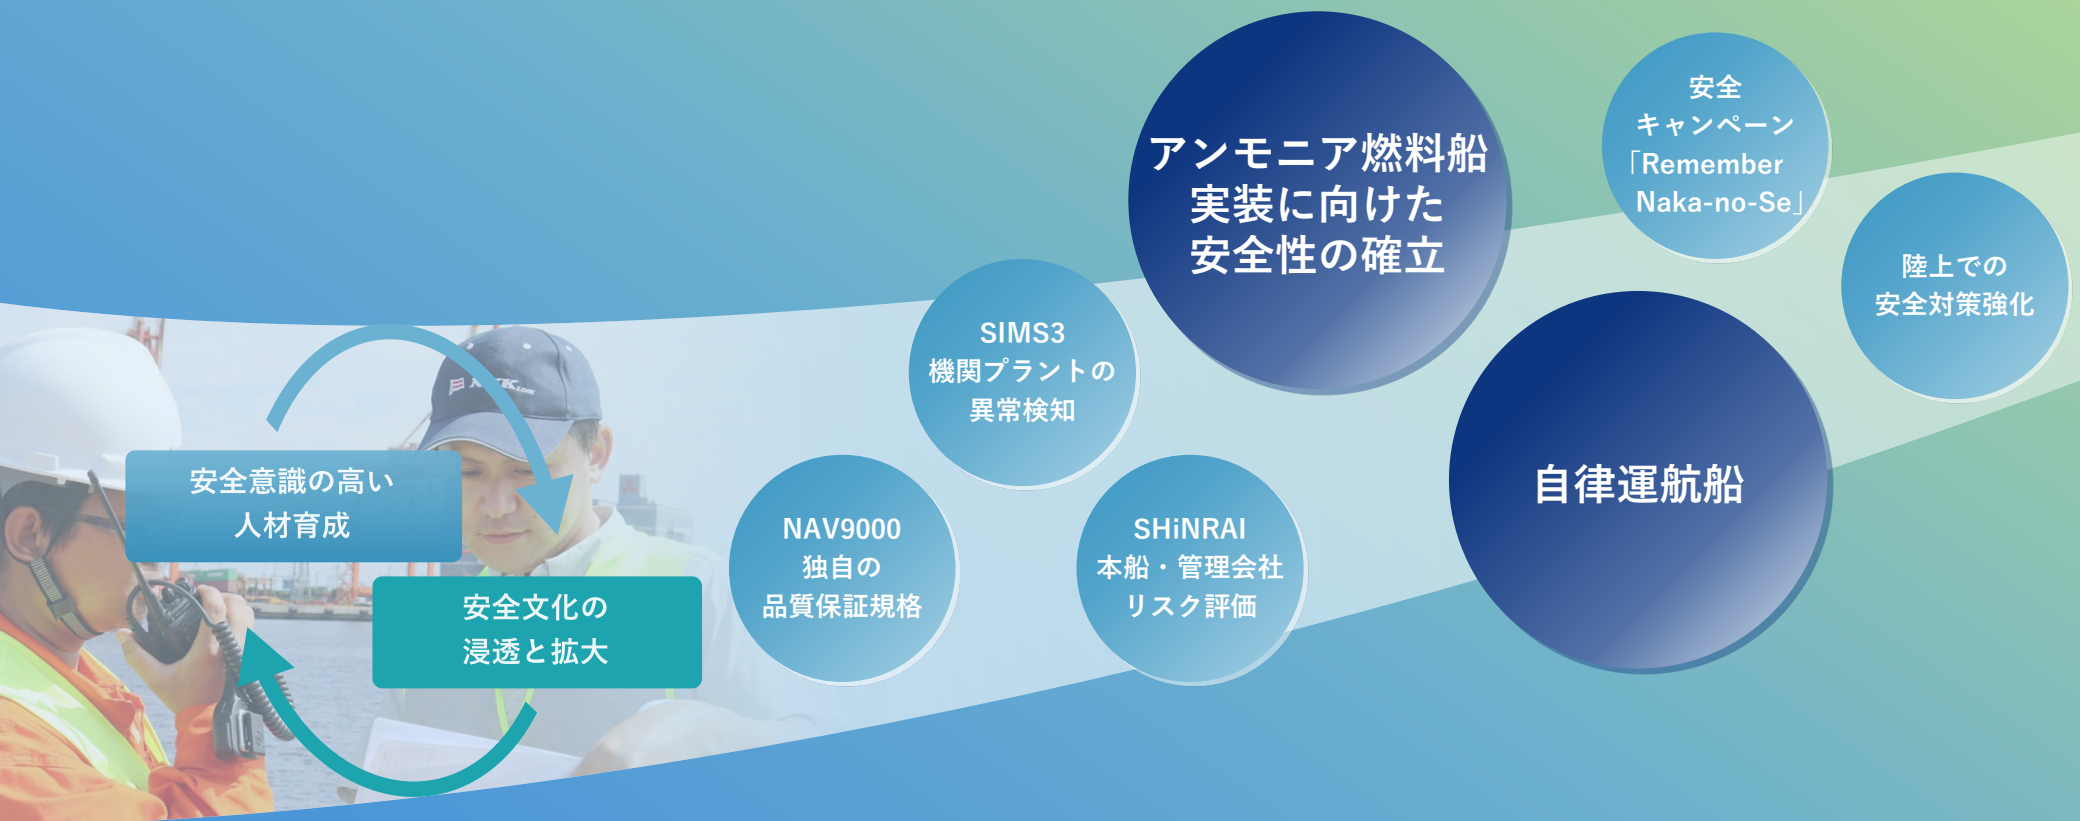 アンモニア燃料船
実装に向けた
安全性の確立
安全
キャンペーン
「Remember
Naka-no-Se」
陸上での
安全対策強化
SIMS3
機関プラントの
異常検知
自律運航船
安全意識の高い
人材育成
NAV9000
独自の
品質保証規格
SHiNRAI
本船・管理会社
リスク評価
安全文化の
浸透と拡大